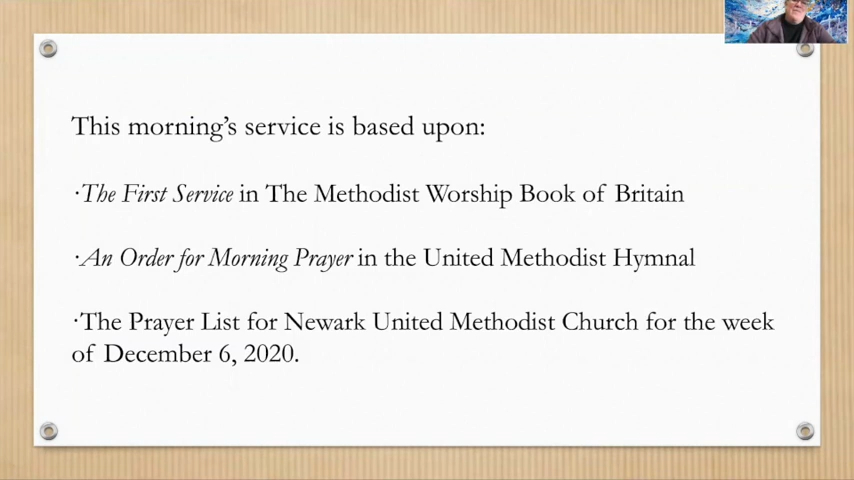 This morning’s service is based upon:
·The First Service in The Methodist Worship Book of Britain
·An Order for Morning Prayer in the United Methodist Hymnal
·The Prayer List for Newark United Methodist Church for the week
of December 6, 2020.